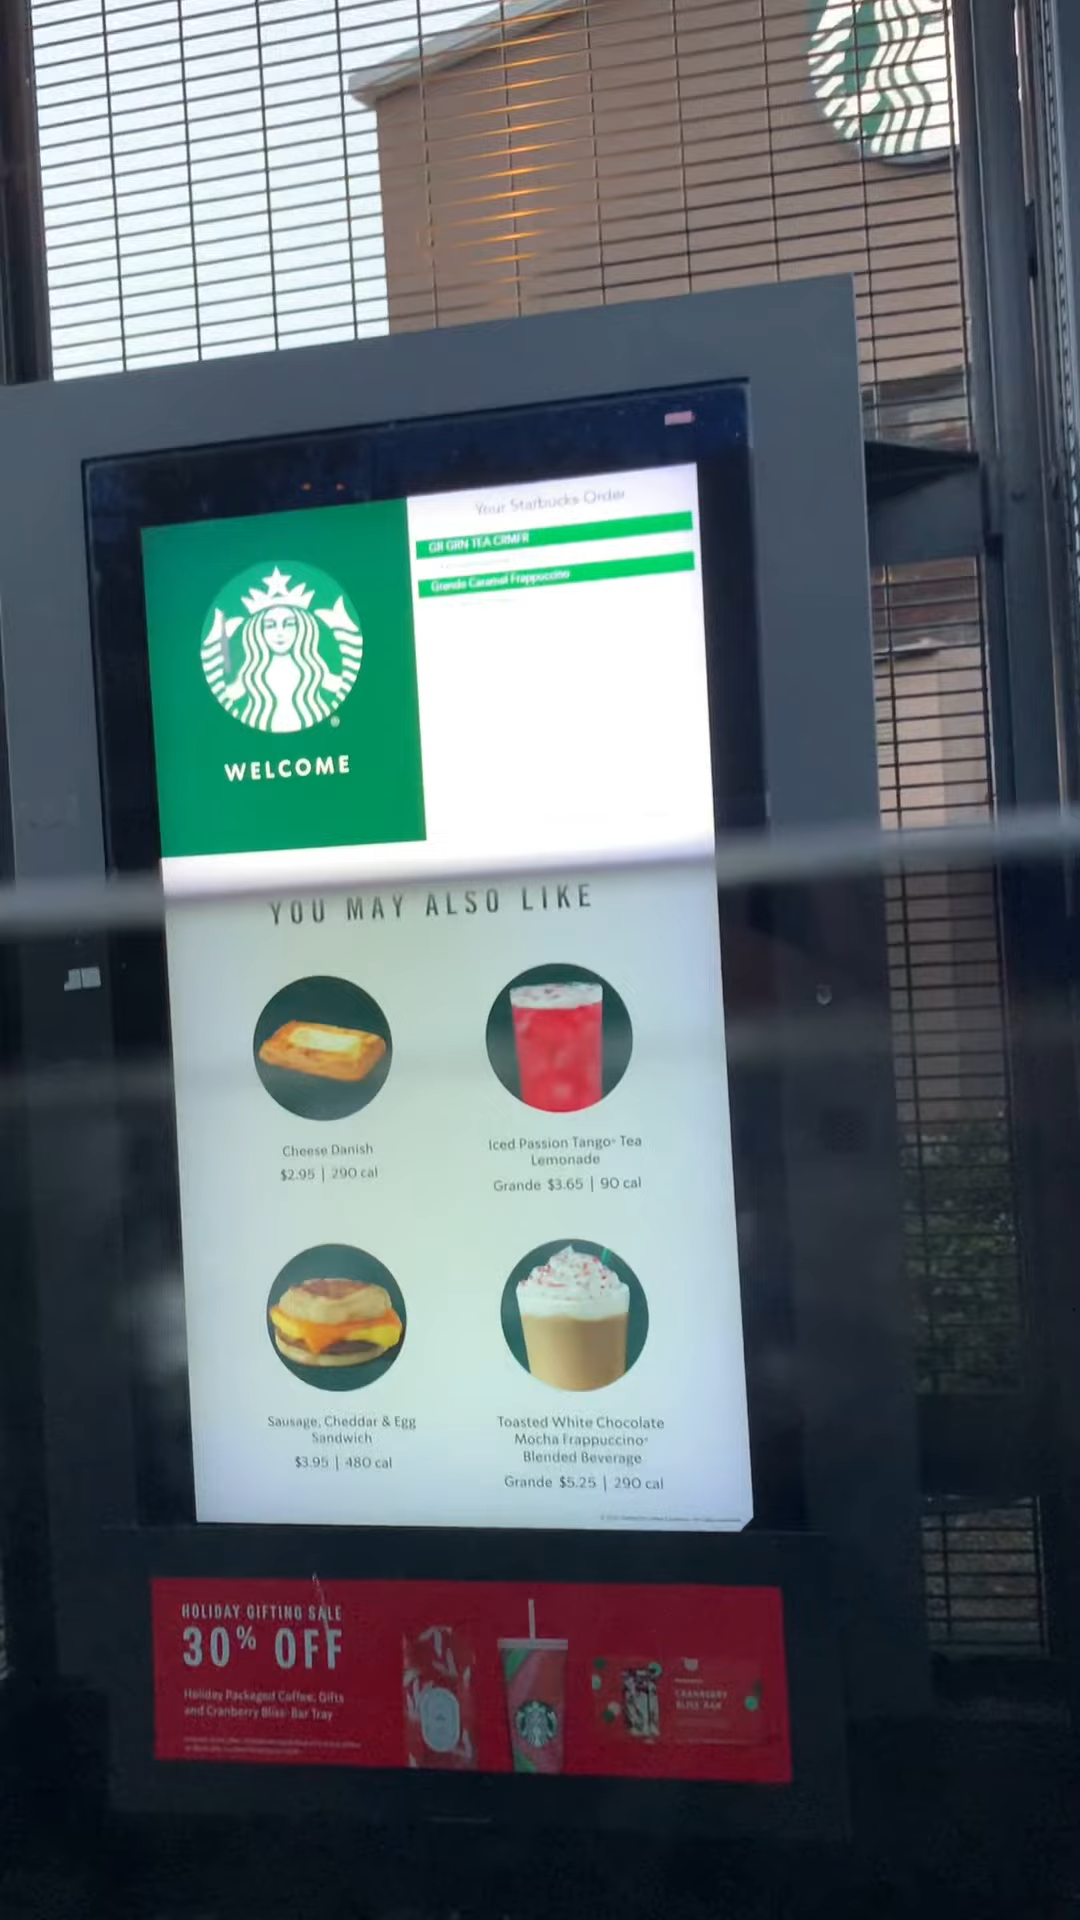 Your Starbucks Order
GR GRN TEA CRMFR
Grande Caramel Frappuccino
WELCOME
YOU MAY ALSO LIKE
Cheese Danish
$2.95 | 290 cal
Iced Passion Tango® Tea
Lemonade
Grande $3.65 | 90 cal
Sausage, Cheddar & Egg
Sandwich
$3.95 | 480 cal
Toasted White Chocolate
Mocha Frappuccino®
Blended Beverage
Grande $5.25 | 290 cal
HOLIDAY GIFTING SALE
30% OFF
Holiday Packaged Coffee, Gifts
and Cranberry Bliss® Bar Tray
CRANBERRY
BLISS BAR